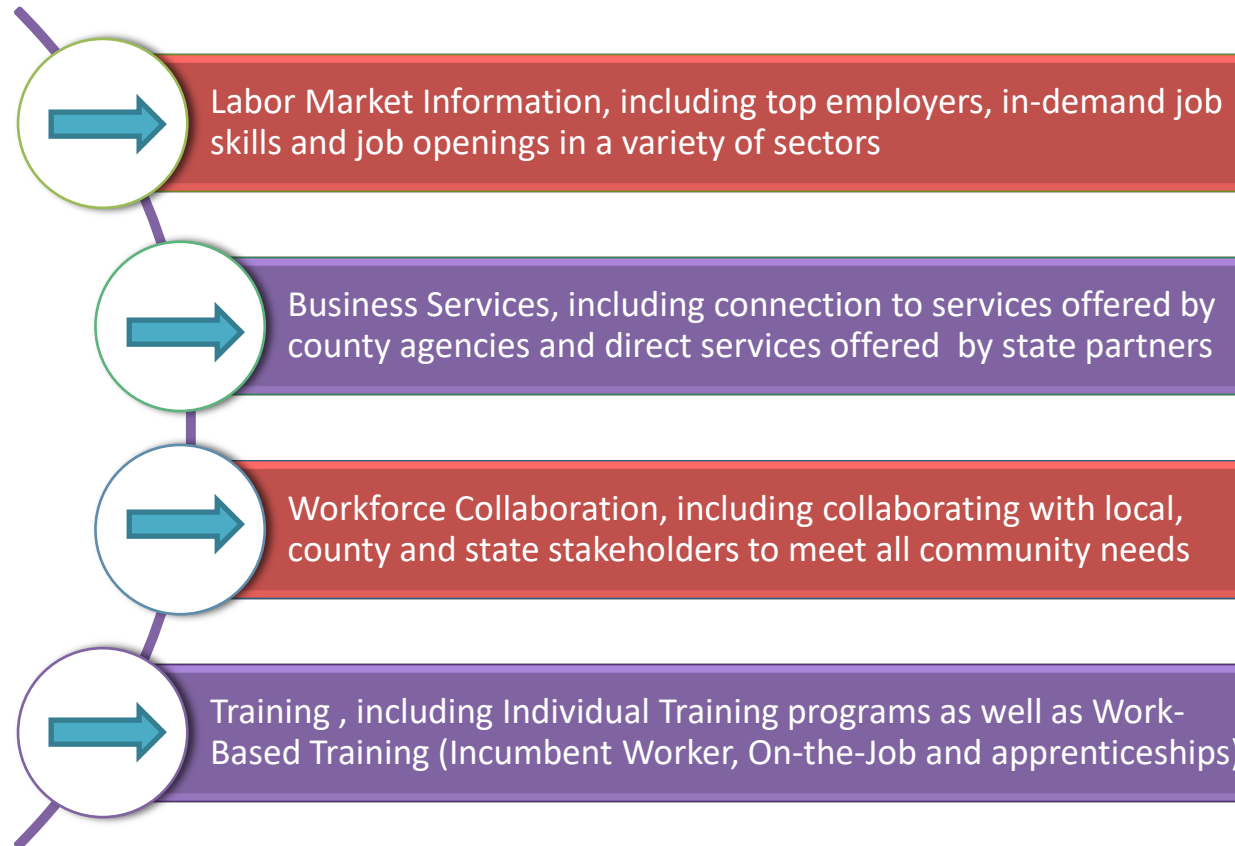 Labor Market Information, including top employers, in-demand job
skills and job openings in a variety of sectors
Business Services, including connection to services offered by
county agencies and direct services offered  by state partners
Workforce Collaboration, including collaborating with local,
county and state stakeholders to meet all community needs
Training , including Individual Training programs as well as Work-
Based Training (Incumbent Worker, On-the-Job and apprenticeships)